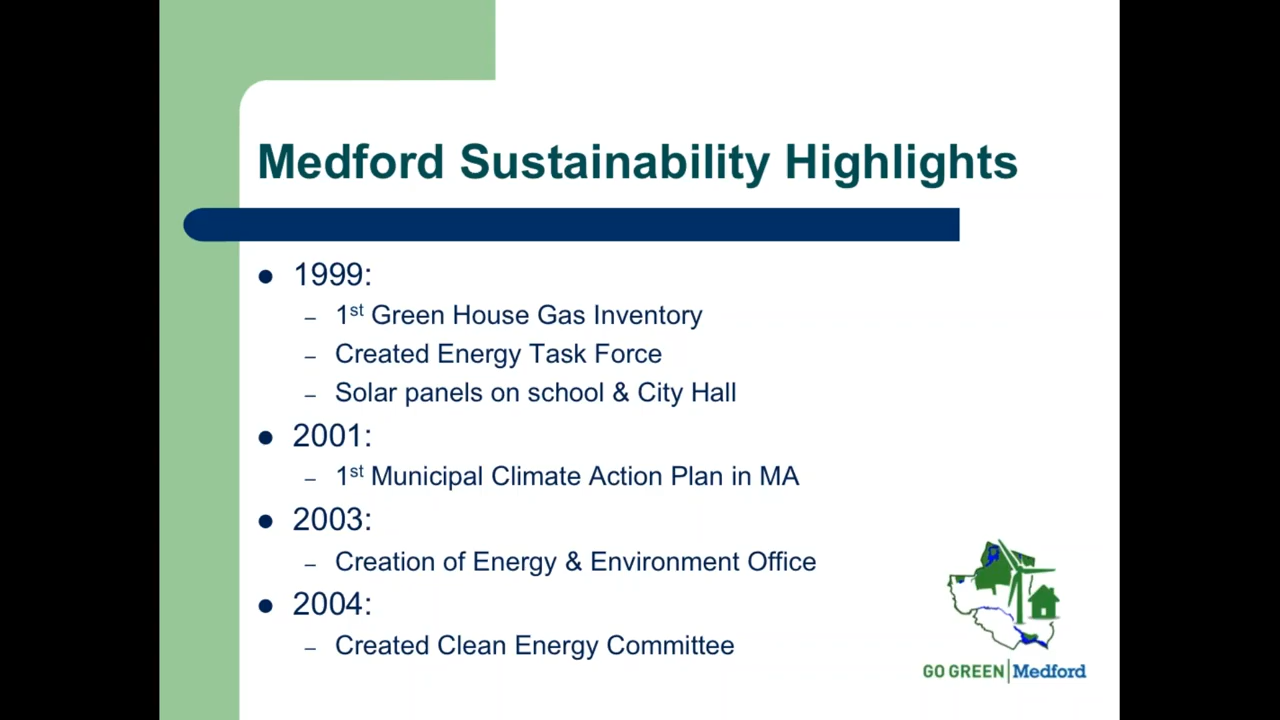 Medford Sustainability Highlights
● 1999:
– 1st Green House Gas Inventory
– Created Energy Task Force
– Solar panels on school & City Hall
● 2001:
– 1st Municipal Climate Action Plan in MA
● 2003:
– Creation of Energy & Environment Office
● 2004:
– Created Clean Energy Committee
GO GREEN|Medford